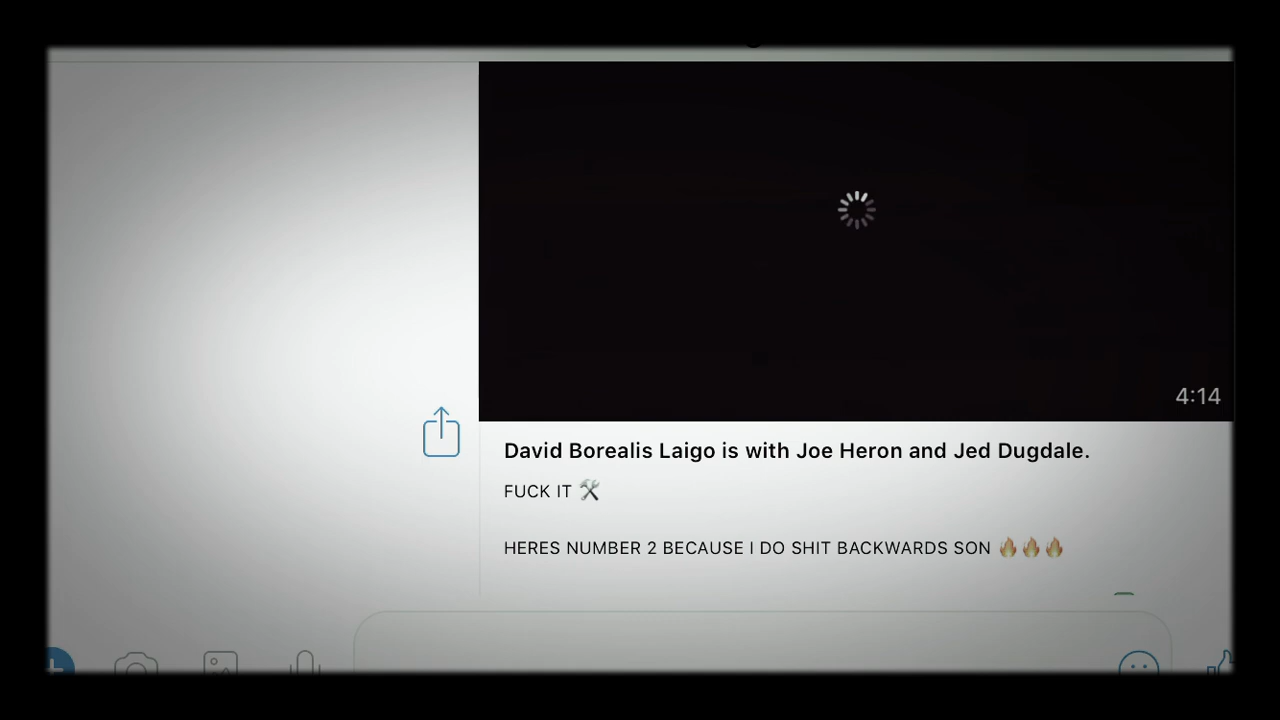 4:14
David Borealis Laigo is with Joe Heron and Jed Dugdale.
FUCK IT 🛠
HERES NUMBER 2 BECAUSE I DO SHIT BACKWARDS SON 🔥🔥🔥